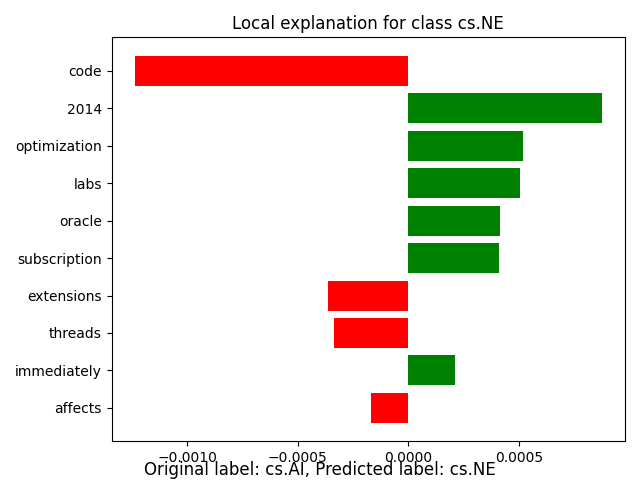 Local explanation for class cs.NE
code
2014
optimization
labs
oracle
subscription
extensions
threads
immediately
affects
−0.0010 −0.0005 0.0000 0.0005
Original label: cs.AI, Predicted label: cs.NE